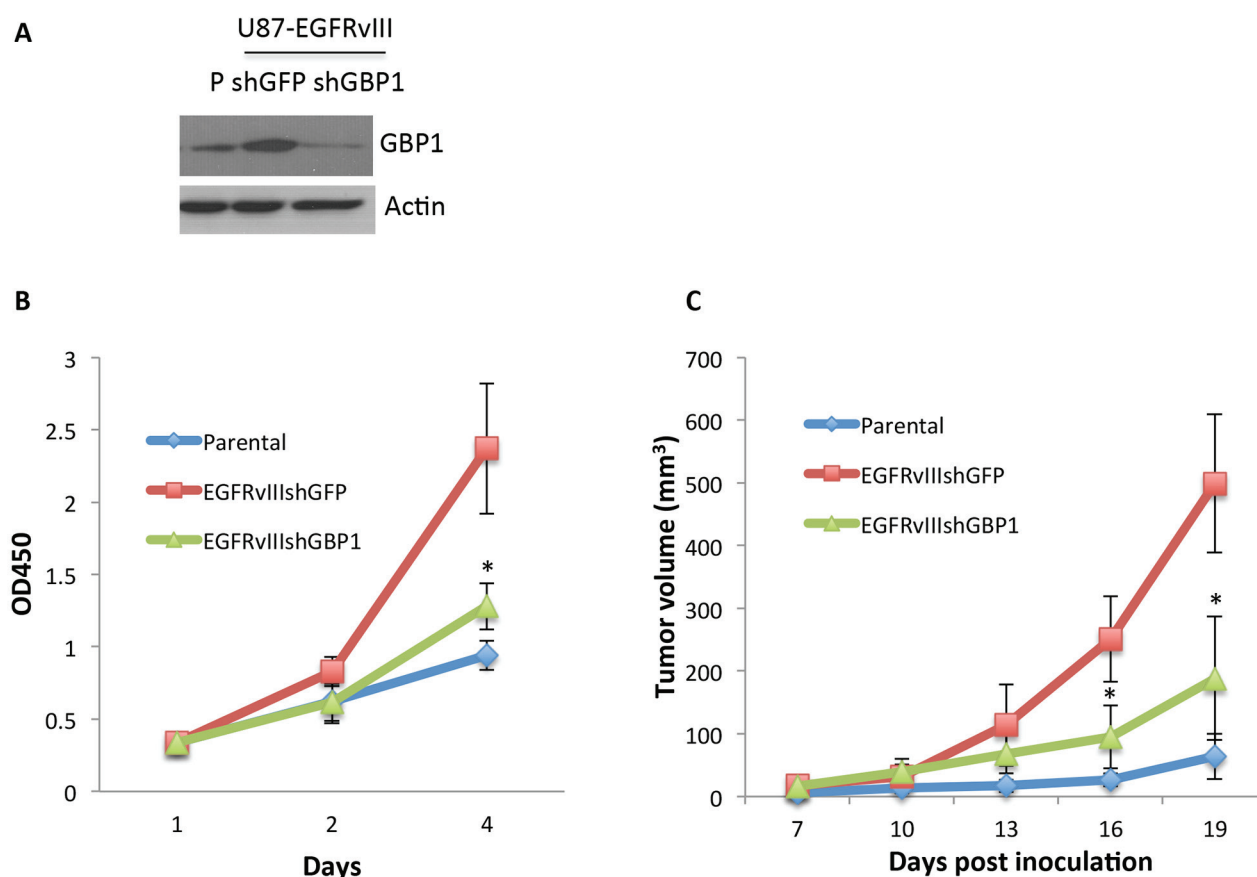 A
U87-EGFRvIII
P shGFP shGBP1
GBP1
Actin
B
3
2.5
2
1.5
1
0.5
0
OD450
Parental
EGFRvIIIshGFP
EGFRvIIIshGBP1
*
1 2 4
Days
C
700
600
500
400
300
200
100
0
Tumor volume (mm³)
Parental
EGFRvIIIshGFP
EGFRvIIIshGBP1
*
*
7 10 13 16 19
Days post inoculation